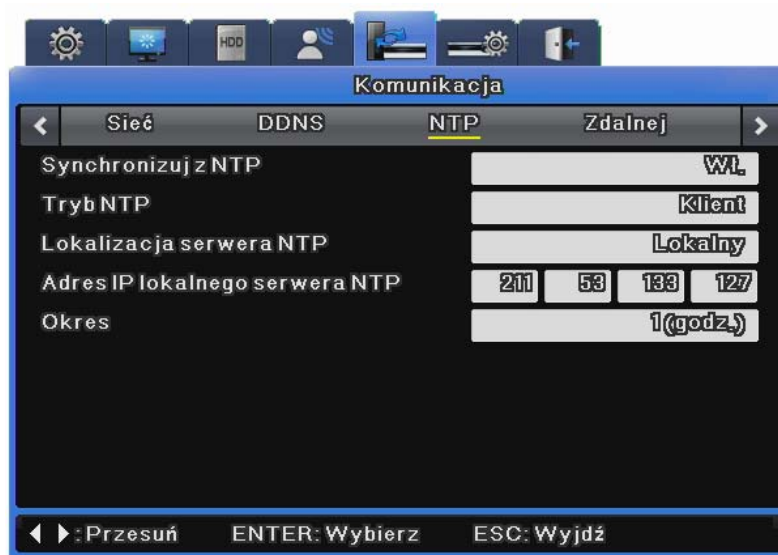 HDD
Komunikacja
Sieć DDNS NTP Zdalnej
Synchronizuj z NTP WŁ.
Tryb NTP Klient
Lokalizacja serwera NTP Lokalny
Adres IP lokalnego serwera NTP 211 53 133 127
Okres 1(godz.)
:Przesuń ENTER:Wybierz ESC:Wyjdź